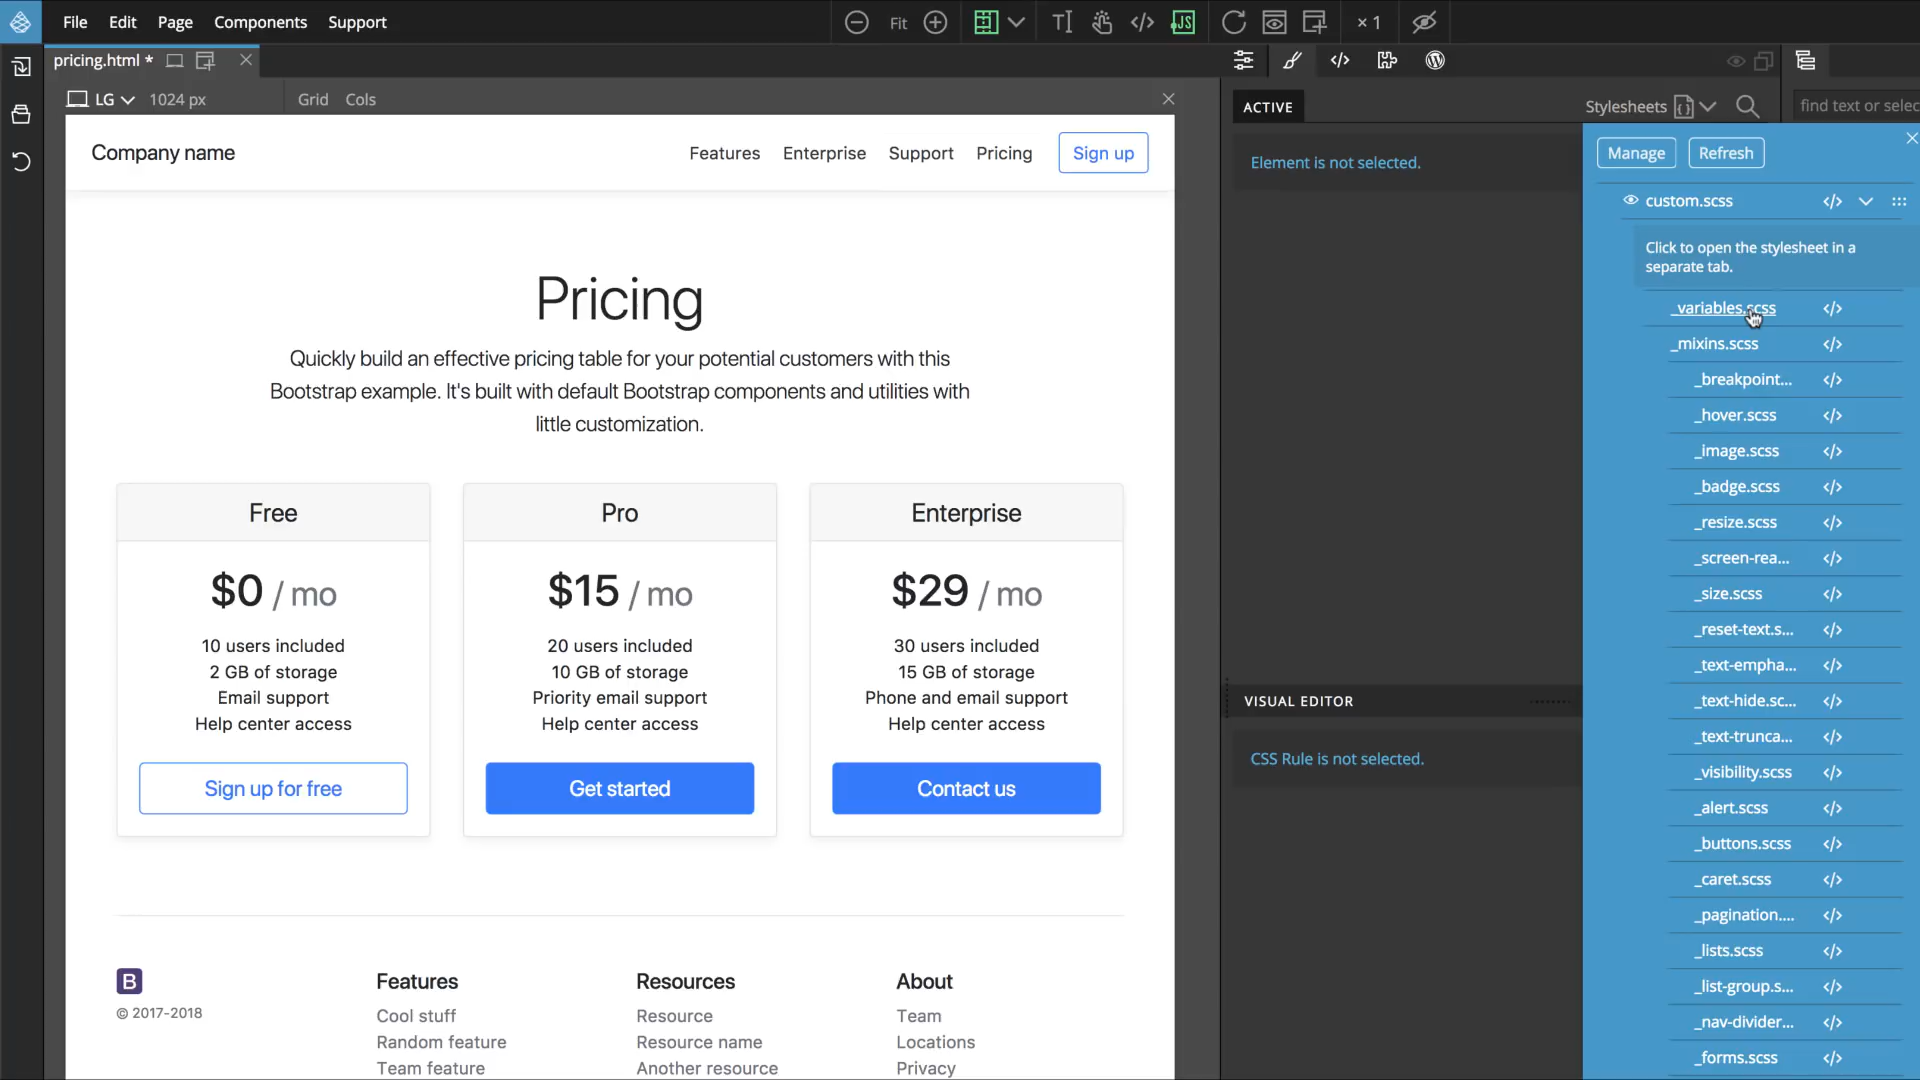 File Edit Page Components Support
Fit
TI
</>
JS
× 1
pricing.html *
LG 1024 px Grid Cols
ACTIVE
Stylesheets
find text or selec
Element is not selected.
Company name Features Enterprise Support Pricing Sign up
Pricing
Quickly build an effective pricing table for your potential customers with this
Bootstrap example. It's built with default Bootstrap components and utilities with
little customization.
Free
$0 / mo
10 users included
2 GB of storage
Email support
Help center access
Sign up for free
Pro
$15 / mo
20 users included
10 GB of storage
Priority email support
Help center access
Get started
Enterprise
$29 / mo
30 users included
15 GB of storage
Phone and email support
Help center access
Contact us
B
© 2017-2018
Features
Cool stuff
Random feature
Team feature
Resources
Resource
Resource name
Another resource
About
Team
Locations
Privacy
VISUAL EDITOR
CSS Rule is not selected.
Manage Refresh
custom.scss </>
Click to open the stylesheet in a
separate tab.
_variables.scss </>
_mixins.scss </>
_breakpoint... </>
_hover.scss </>
_image.scss </>
_badge.scss </>
_resize.scss </>
_screen-rea... </>
_size.scss </>
_reset-text.s... </>
_text-empha... </>
_text-hide.sc... </>
_text-trunca... </>
_visibility.scss </>
_alert.scss </>
_buttons.scss </>
_caret.scss </>
_pagination.... </>
_lists.scss </>
_list-group.s... </>
_nav-divider... </>
_forms.scss </>